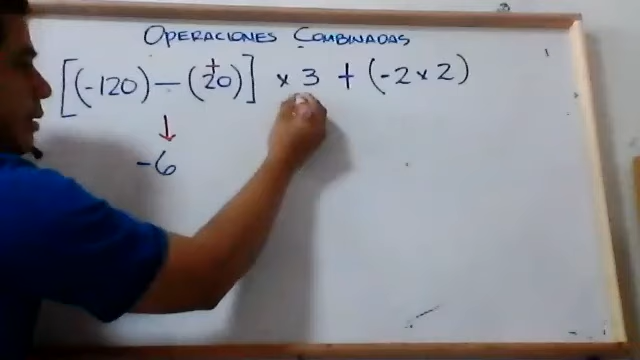 OPERACIONES COMBINADAS
[(-120) - (+20)] × 3 + (-2 × 2)
-6